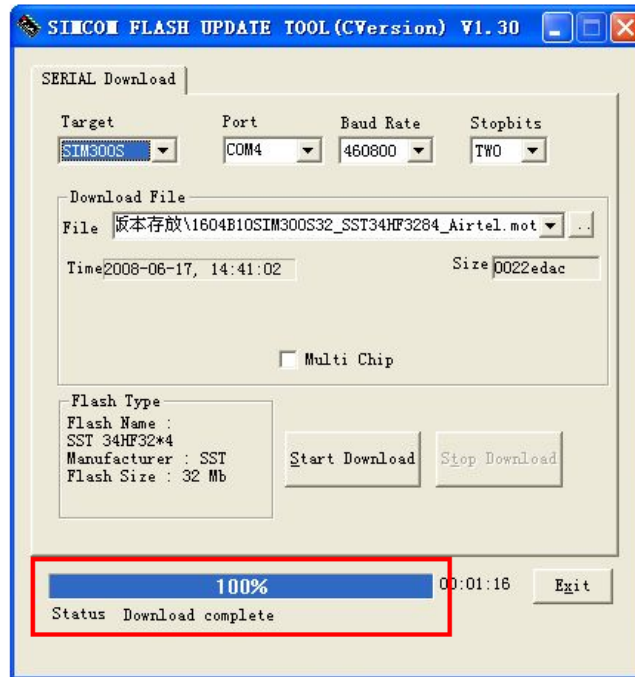 SIMCOM FLASH UPDATE TOOL(CVersion) V1.30
SERIAL Download
Target Port Baud Rate Stopbits
SIM300S COM4 460800 TWO
Download File
File 版本存放\1604B10SIM300S32_SST34HF3284_Airtel.mot ..
Time 2008-06-17, 14:41:02 Size 0022edac
Multi Chip
Flash Type
Flash Name :
SST 34HF32*4
Manufacturer : SST
Flash Size : 32 Mb
Start Download Stop Download
100% 00:01:16 Exit
Status Download complete